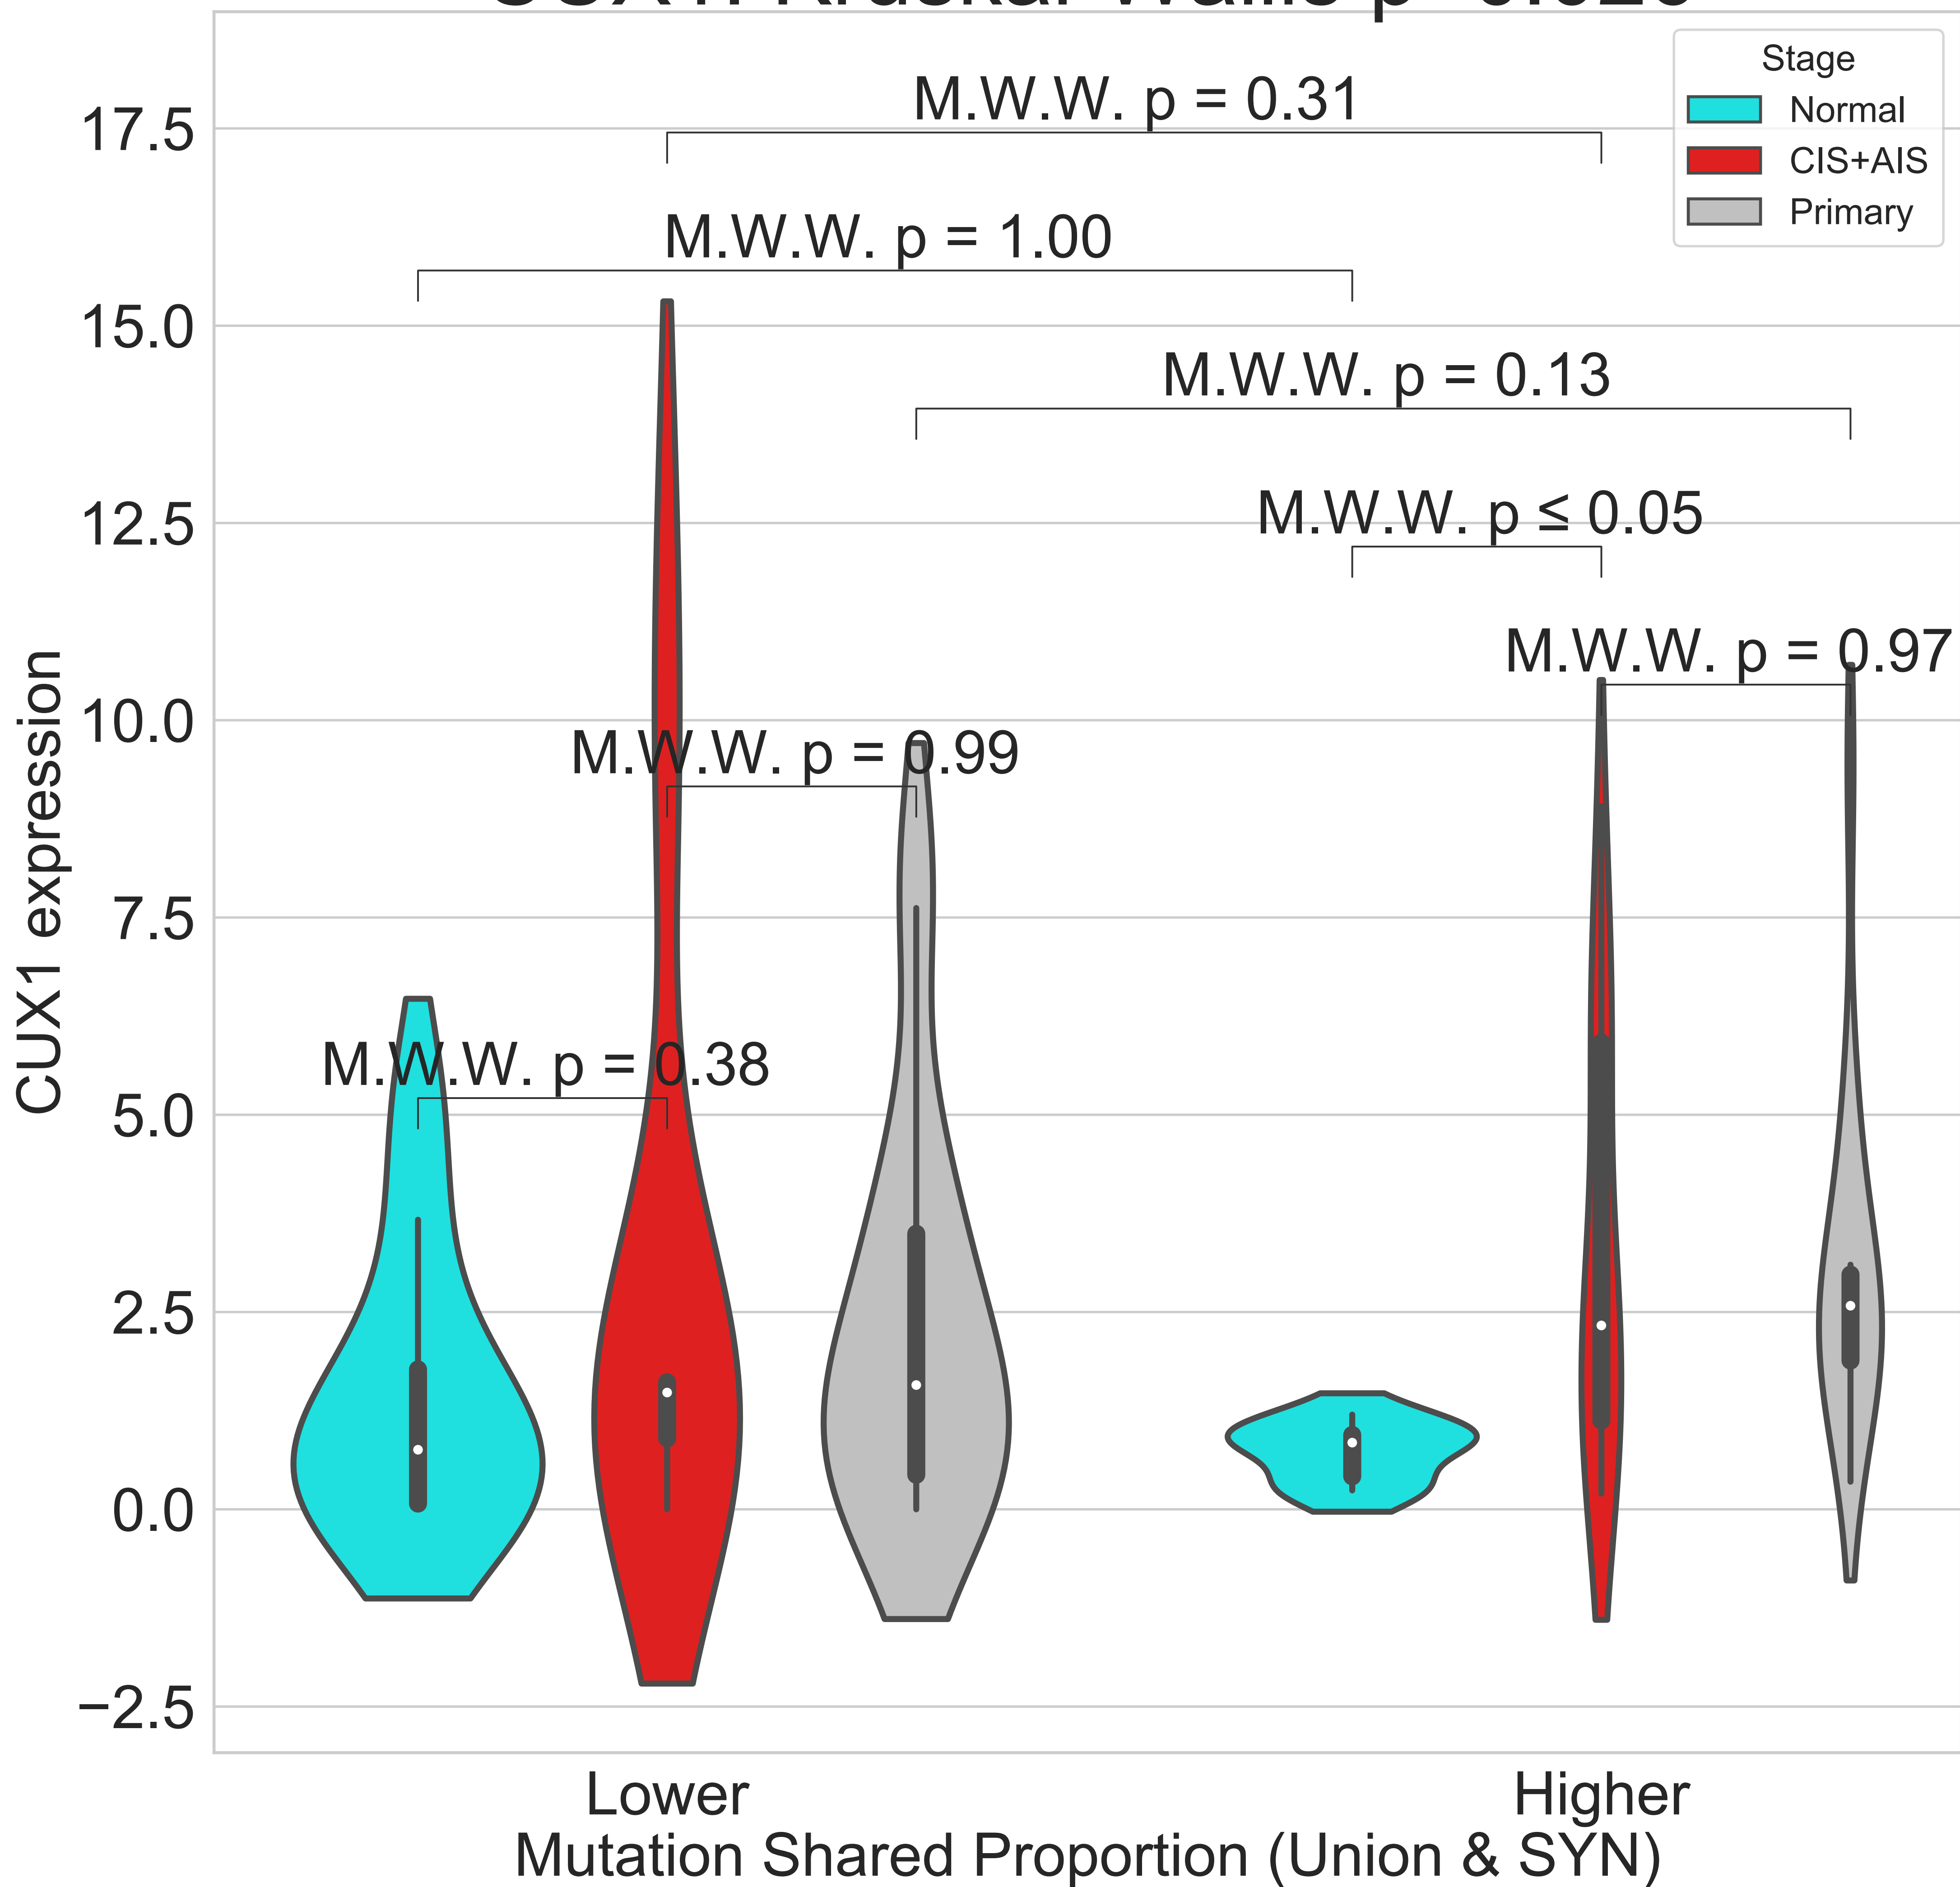 Stage
Normal
CIS+AIS
Primary
M.W.W. p = 0.31
M.W.W. p = 1.00
M.W.W. p = 0.13
M.W.W. p ≤ 0.05
M.W.W. p = 0.97
M.W.W. p = 0.99
M.W.W. p = 0.38
17.5
15.0
12.5
10.0
7.5
5.0
2.5
0.0
−2.5
CUX1 expression
Lower
Higher
Mutation Shared Proportion (Union & SYN)